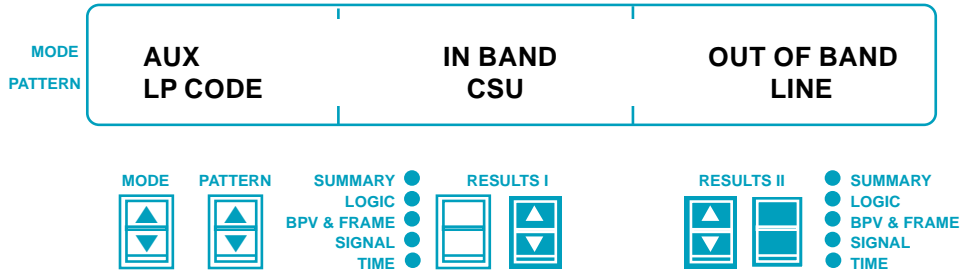 MODE
PATTERN
AUX IN BAND OUT OF BAND
LP CODE CSU LINE
MODE PATTERN
SUMMARY
LOGIC
BPV & FRAME
SIGNAL
TIME
RESULTS I
RESULTS II
SUMMARY
LOGIC
BPV & FRAME
SIGNAL
TIME